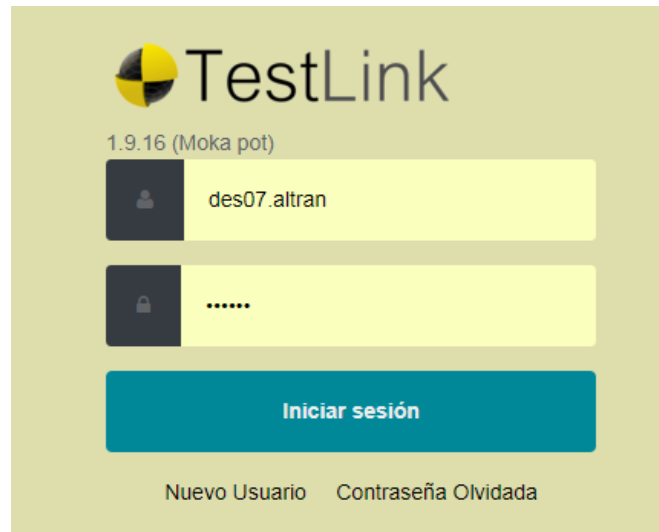 TestLink
1.9.16 (Moka pot)
des07.altran
••••••
Iniciar sesión
Nuevo Usuario Contraseña Olvidada